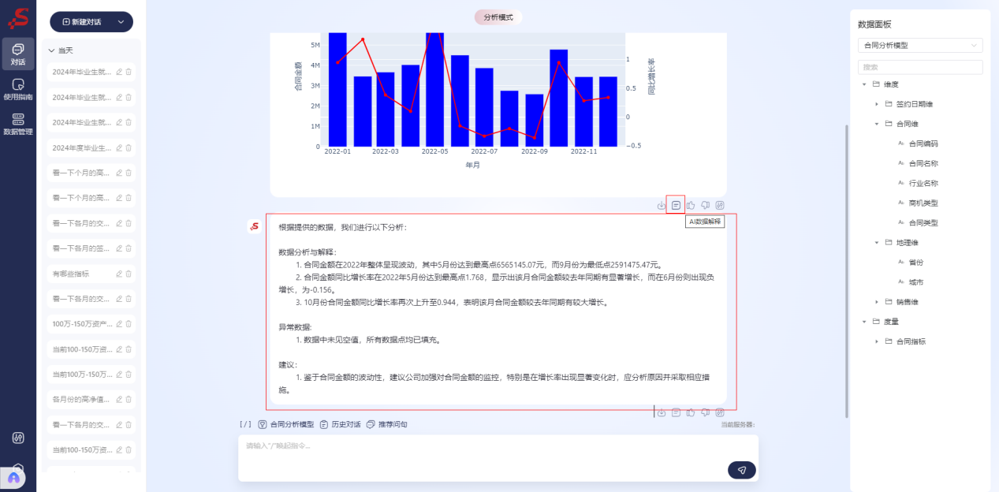 对话
使用指南
数据管理
新建对话
当天
2024年毕业生就...
2024年毕业生就...
2024年毕业生就...
2024年度毕业生...
看一下个月的高...
看一下个月的高...
看一下各月的交...
看一下各月的签...
有哪些指标
看一下各月的交...
100万-150万资产...
当前100-150万资...
当前100万-150万...
各月份的高净值...
看一下各月的交...
当前100-150万资...
分析模式
合同金额
5M
4M
3M
2M
1M
0
1
0.5
0
−0.5
同比增长率
2022-01
2022-03
2022-05
2022-07
2022-09
2022-11
年月
AI数据解释
根据提供的数据，我们进行以下分析：
数据分析与解释：
1. 合同金额在2022年整体呈现波动，其中5月份达到最高点6565145.07元，而9月份为最低点2591475.47元。
2. 合同金额同比增长率在2022年5月份达到最高点1.768，显示出该月合同金额较去年同期有显著增长，而在6月份则出现负
增长，为-0.156。
3. 10月份合同金额同比增长率再次上升至0.944，表明该月合同金额较去年同期有较大增长。
异常数据:
1. 数据中未见空值，所有数据点均已填充。
建议：
1. 鉴于合同金额的波动性，建议公司加强对合同金额的监控，特别是在增长率出现显著变化时，应分析原因并采取相应措
施。
[/] 合同分析模型 历史对话 推荐问句
当前服务器:
请输入"/"唤起指令...
数据面板
合同分析模型
搜索
维度
签约日期维
合同维
合同编码
合同名称
行业名称
商机类型
合同类型
地理维
省份
城市
销售维
度量
合同指标